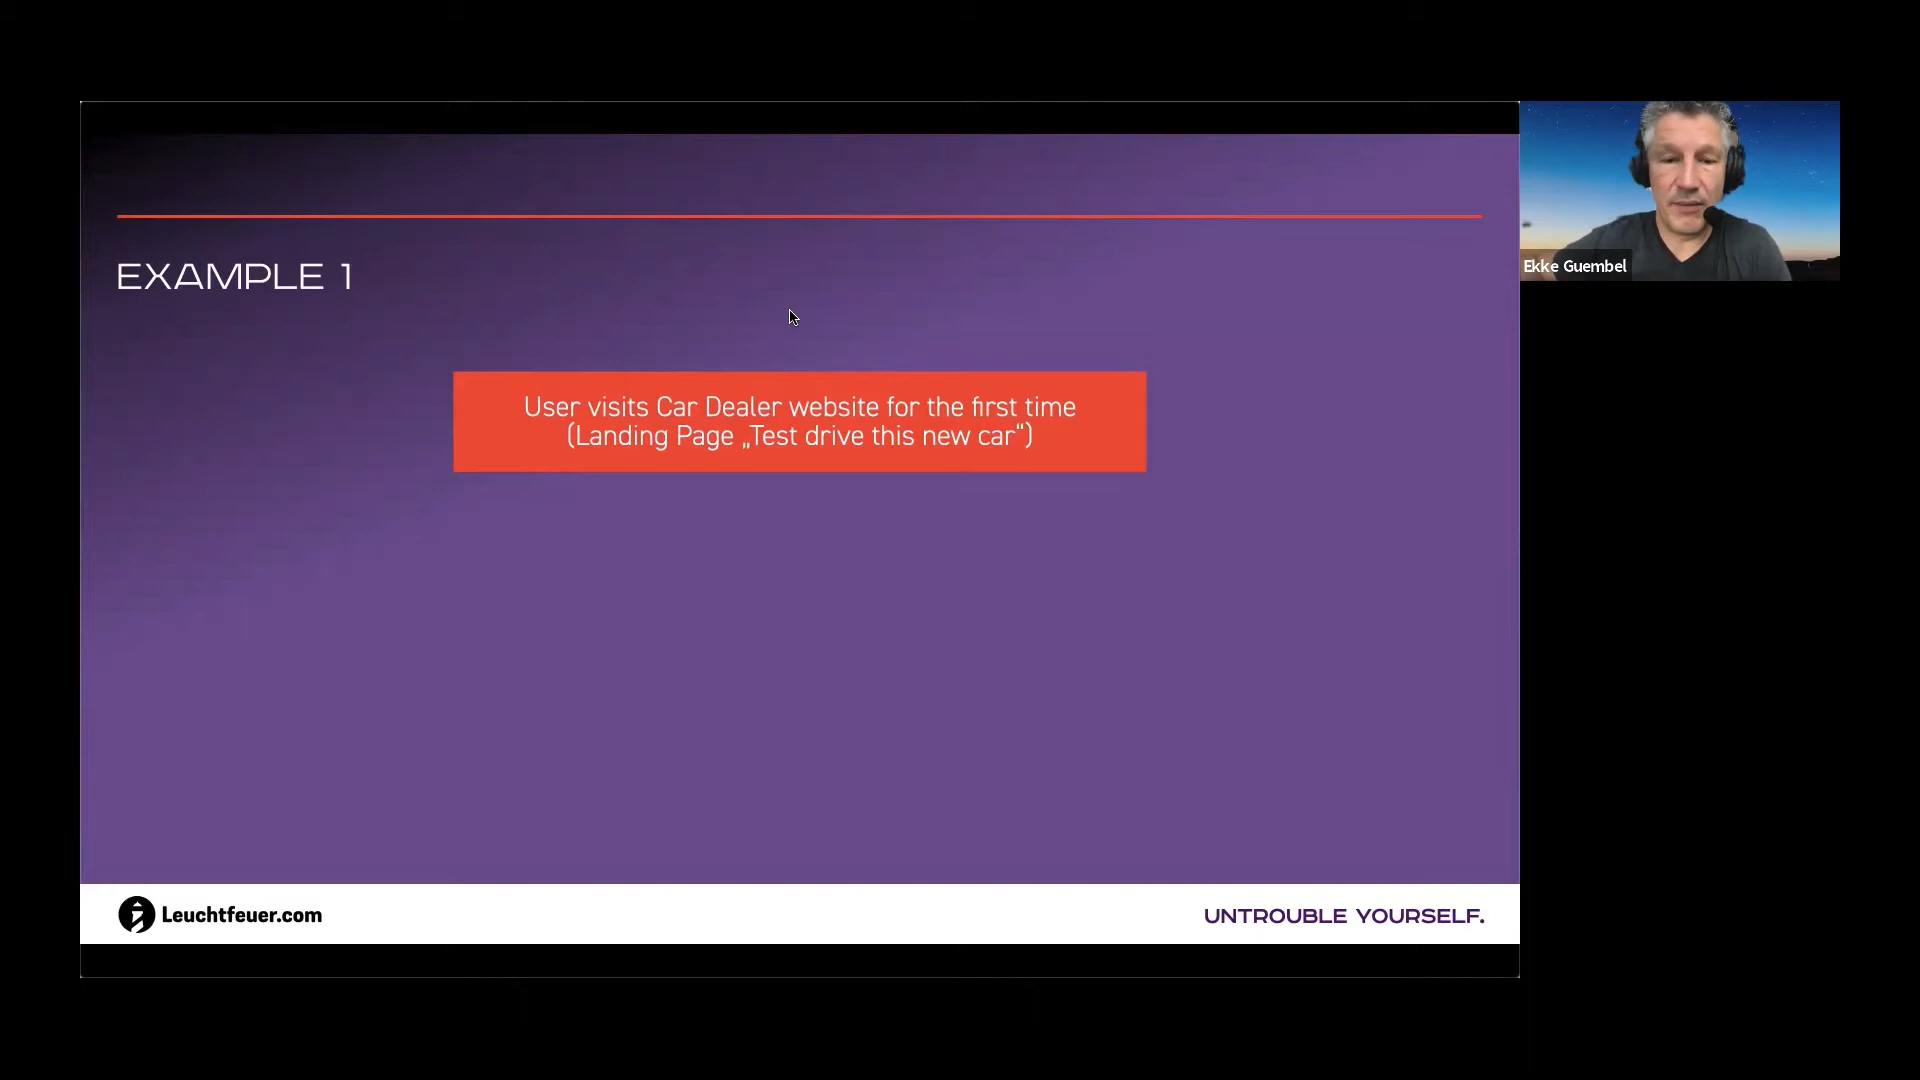 EXAMPLE 1
User visits Car Dealer website for the first time
(Landing Page „Test drive this new car“)
Leuchtfeuer.com
UNTROUBLE YOURSELF.
Ekke Guembel